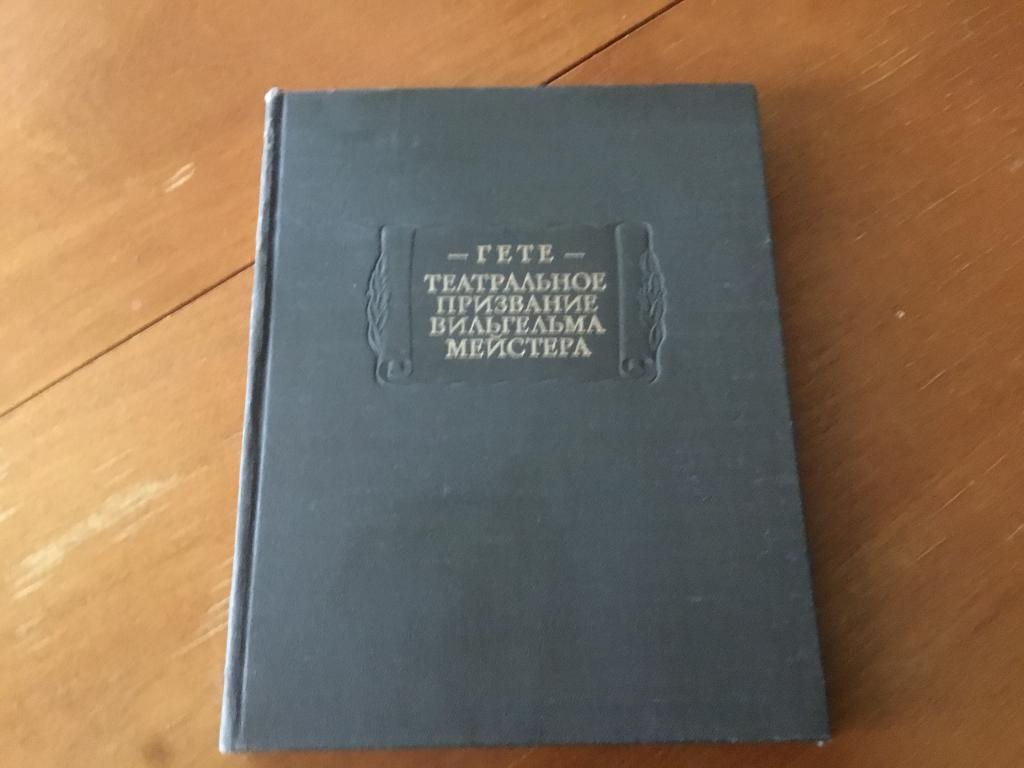 — ГЕТЕ —
ТЕАТРАЛЬНОЕ
ПРИЗВАНИЕ
ВИЛЬГЕЛЬМА
МЕЙСТЕРА